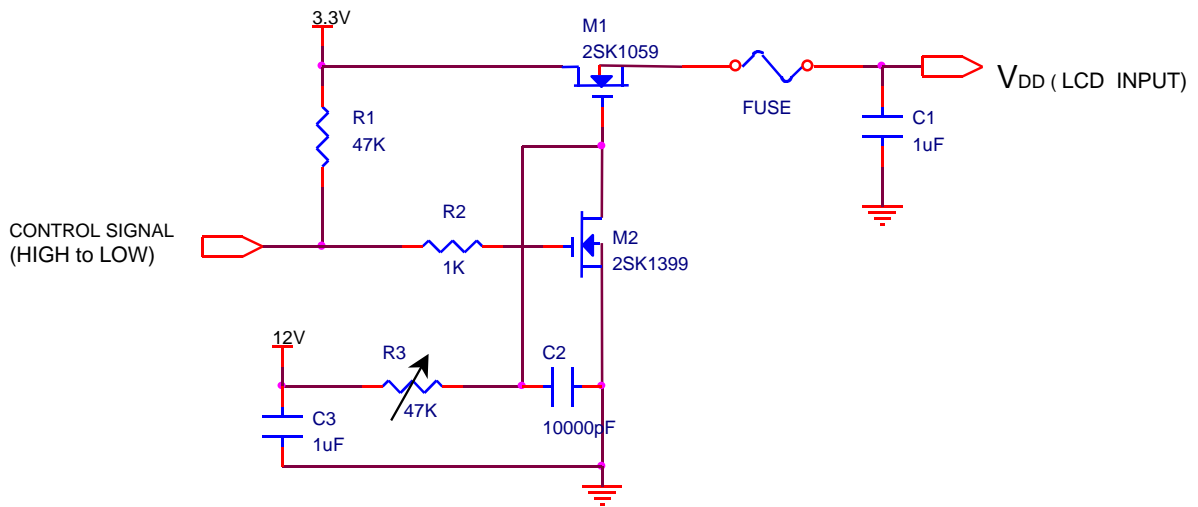 3.3V
M1
2SK1059
FUSE
VDD ( LCD INPUT)
C1
1uF
R1
47K
CONTROL SIGNAL
(HIGH to LOW)
R2
1K
M2
2SK1399
12V
R3
47K
C2
10000pF
C3
1uF